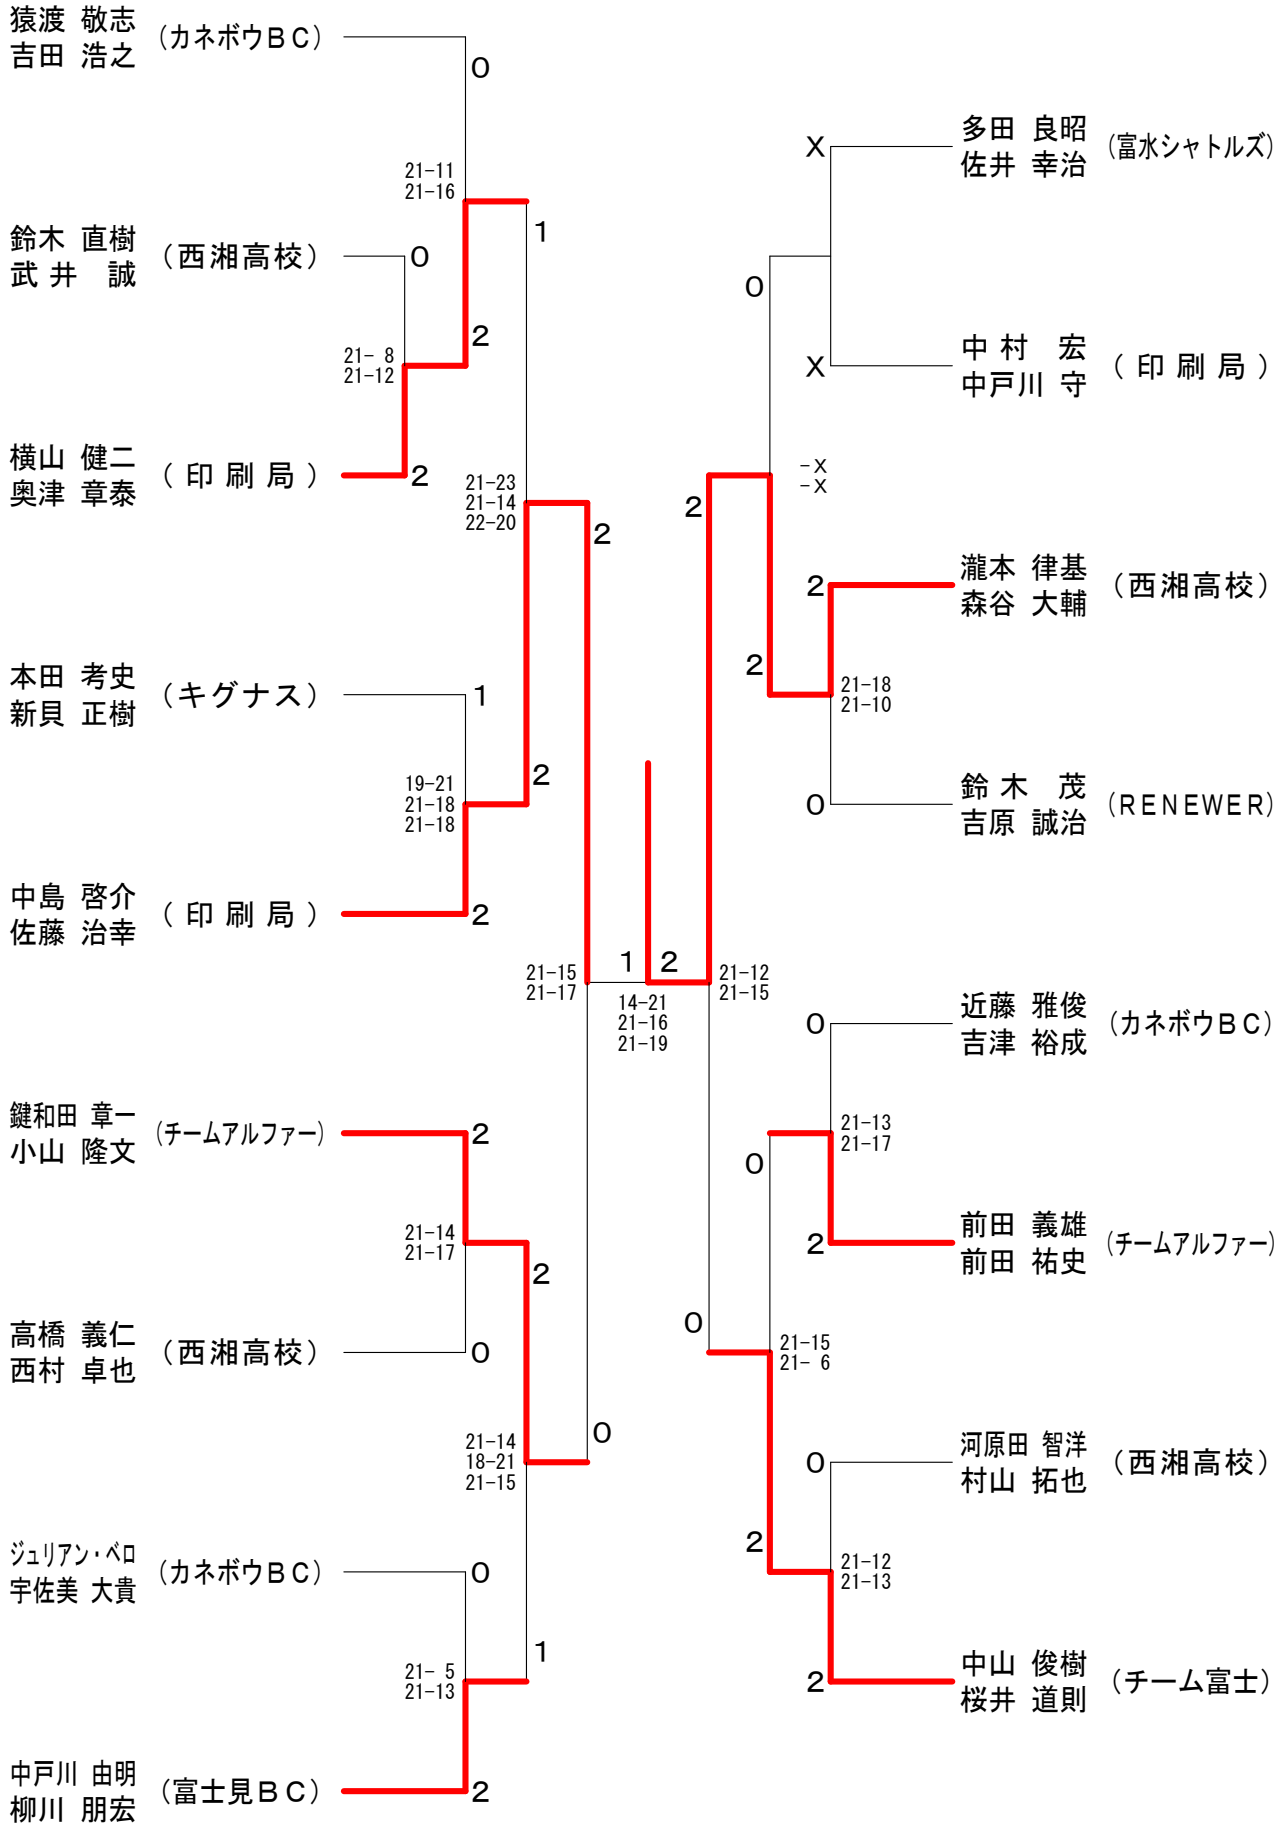 猿渡 敬志
吉田 浩之
(カネボウBC)
0
21-11
21-16
1
鈴木 直樹
武井 誠
(西湘高校)
0
2
21- 8
21-12
横山 健二
奥津 章泰
(印刷局)
2
21-23
21-14
22-20
2
本田 考史
新貝 正樹
(キグナス)
1
2
19-21
21-18
21-18
中島 啓介
佐藤 治幸
(印刷局)
2
21-15
21-17
1
2
14-21
21-16
21-19
鍵和田 章一
小山 隆文
(チームアルファー)
2
21-14
21-17
2
高橋 義仁
西村 卓也
(西湘高校)
0
21-14
18-21
21-15
0
ジュリアン・ベロ
宇佐美 大貴
(カネボウBC)
0
1
21- 5
21-13
中戸川 由明
柳川 朋宏
(富士見BC)
2
X
多田 良昭
佐井 幸治
(富水シャトルズ)
0
X
中村 宏
中戸川 守
(印刷局)
-X
-X
2
2
瀧本 律基
森谷 大輔
(西湘高校)
2
21-18
21-10
0
鈴木 茂
吉原 誠治
(RENEWER)
21-12
21-15
0
近藤 雅俊
吉津 裕成
(カネボウBC)
21-13
21-17
0
2
前田 義雄
前田 祐史
(チームアルファー)
0
21-15
21- 6
0
河原田 智洋
村山 拓也
(西湘高校)
2
21-12
21-13
2
中山 俊樹
桜井 道則
(チーム富士)